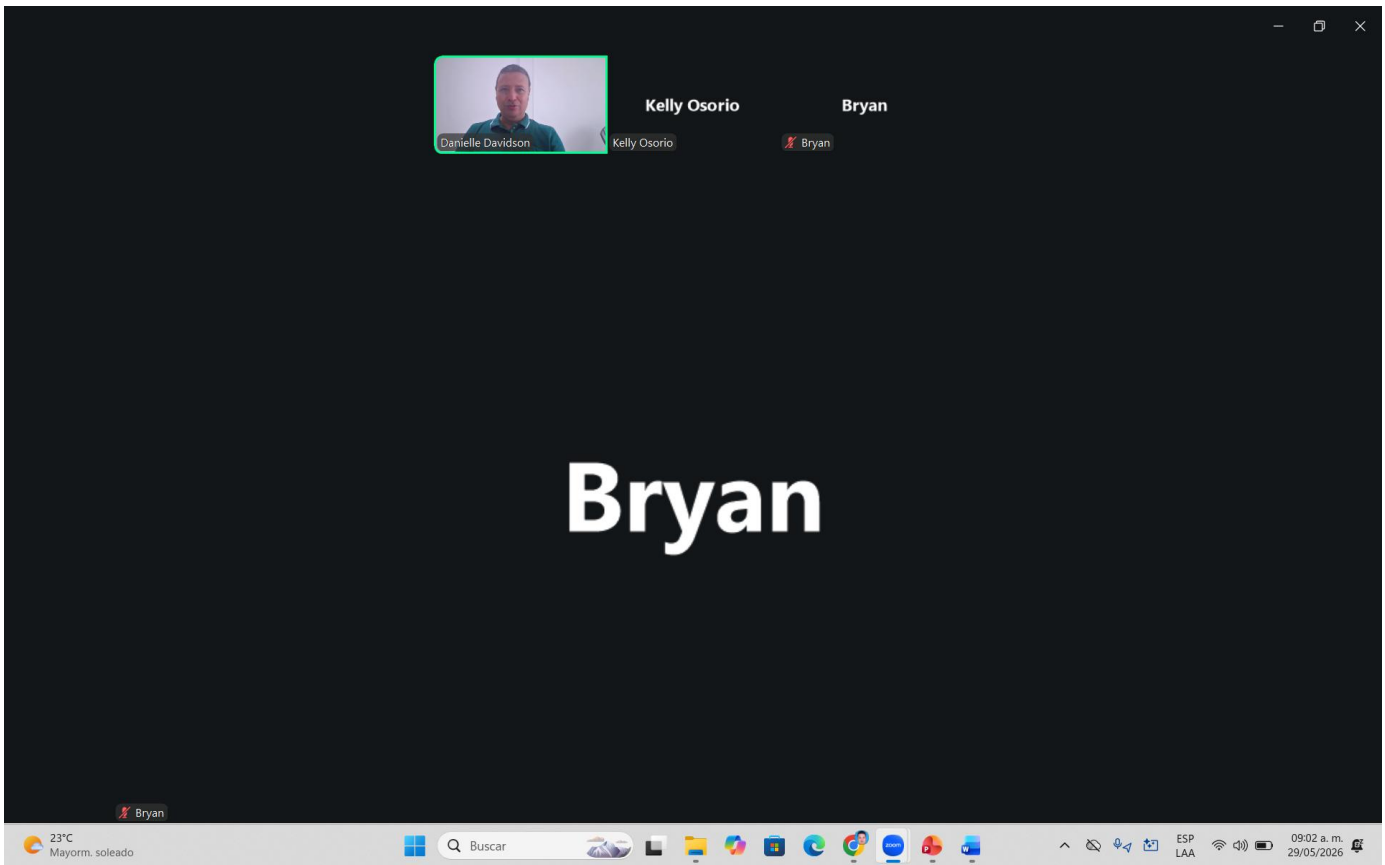 Kelly Osorio
Bryan
Danielle Davidson
Kelly Osorio
Bryan
Bryan
Bryan
23°C
Mayorm. soleado
Buscar
zoom
ESP
LAA
09:02 a. m.
29/05/2026